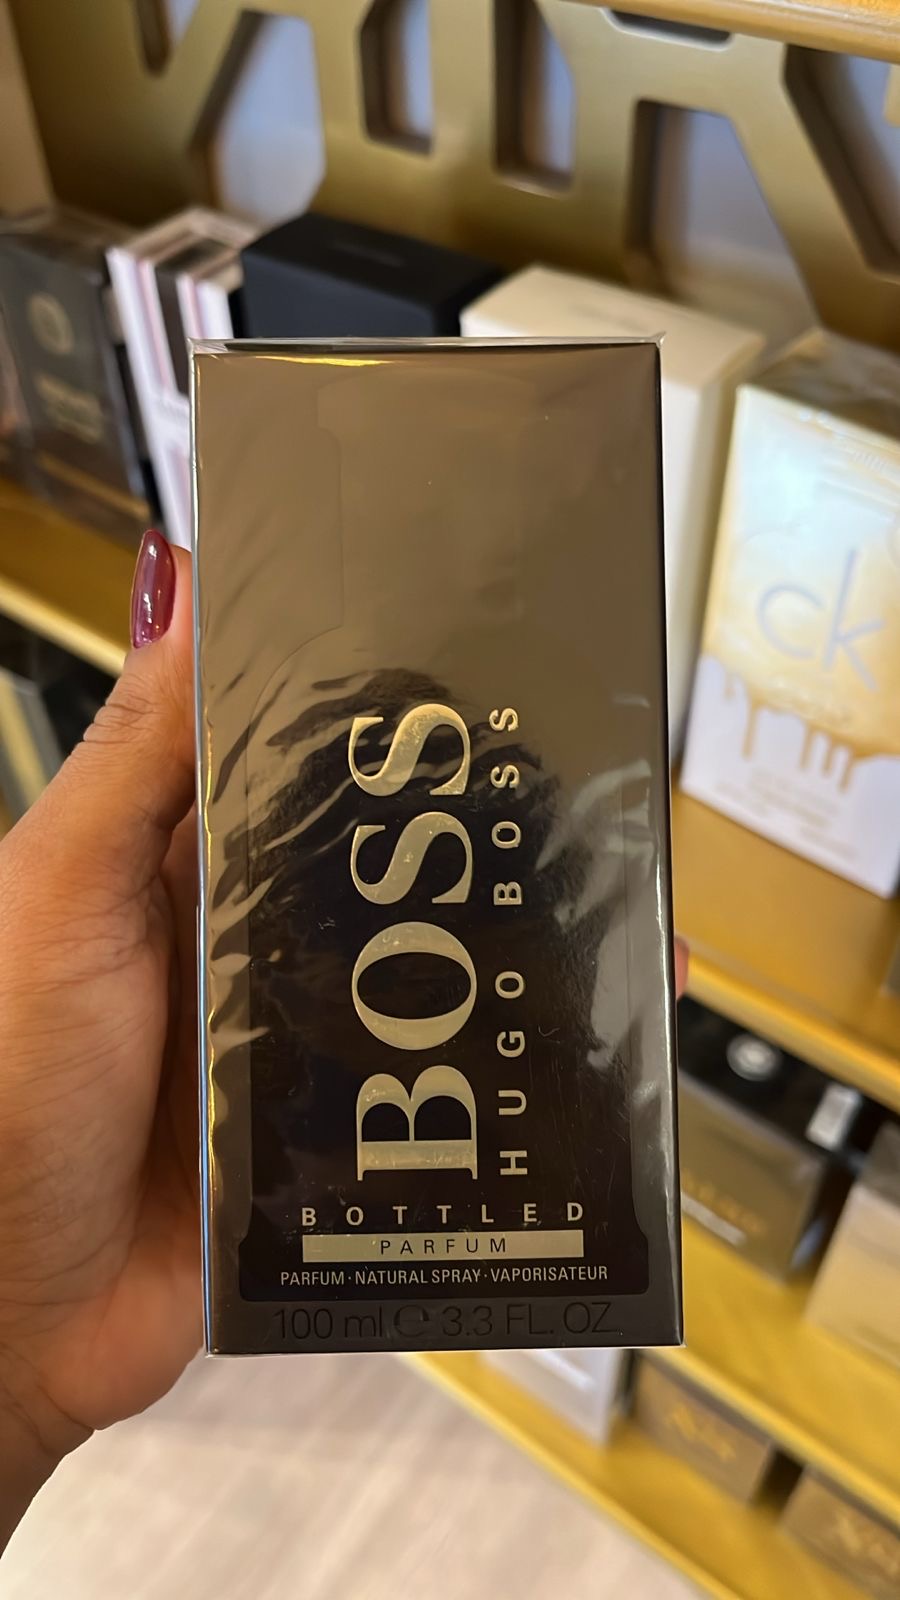 BOSS
HUGO BOSS
BOTTLED
PARFUM
PARFUM · NATURAL SPRAY · VAPORISATEUR
100 ml e 3.3 FL. OZ.
ck